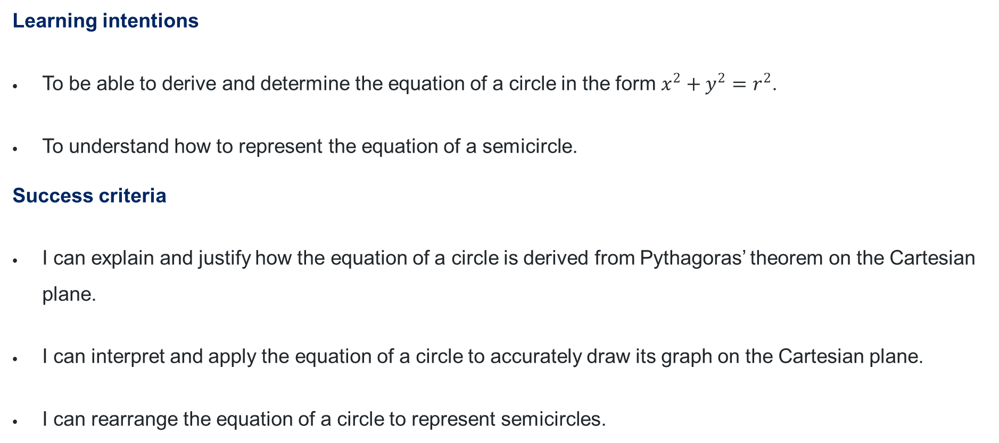 Learning intentions
• To be able to derive and determine the equation of a circle in the form x² + y² = r².
• To understand how to represent the equation of a semicircle.
Success criteria
• I can explain and justify how the equation of a circle is derived from Pythagoras’ theorem on the Cartesian
plane.
• I can interpret and apply the equation of a circle to accurately draw its graph on the Cartesian plane.
• I can rearrange the equation of a circle to represent semicircles.